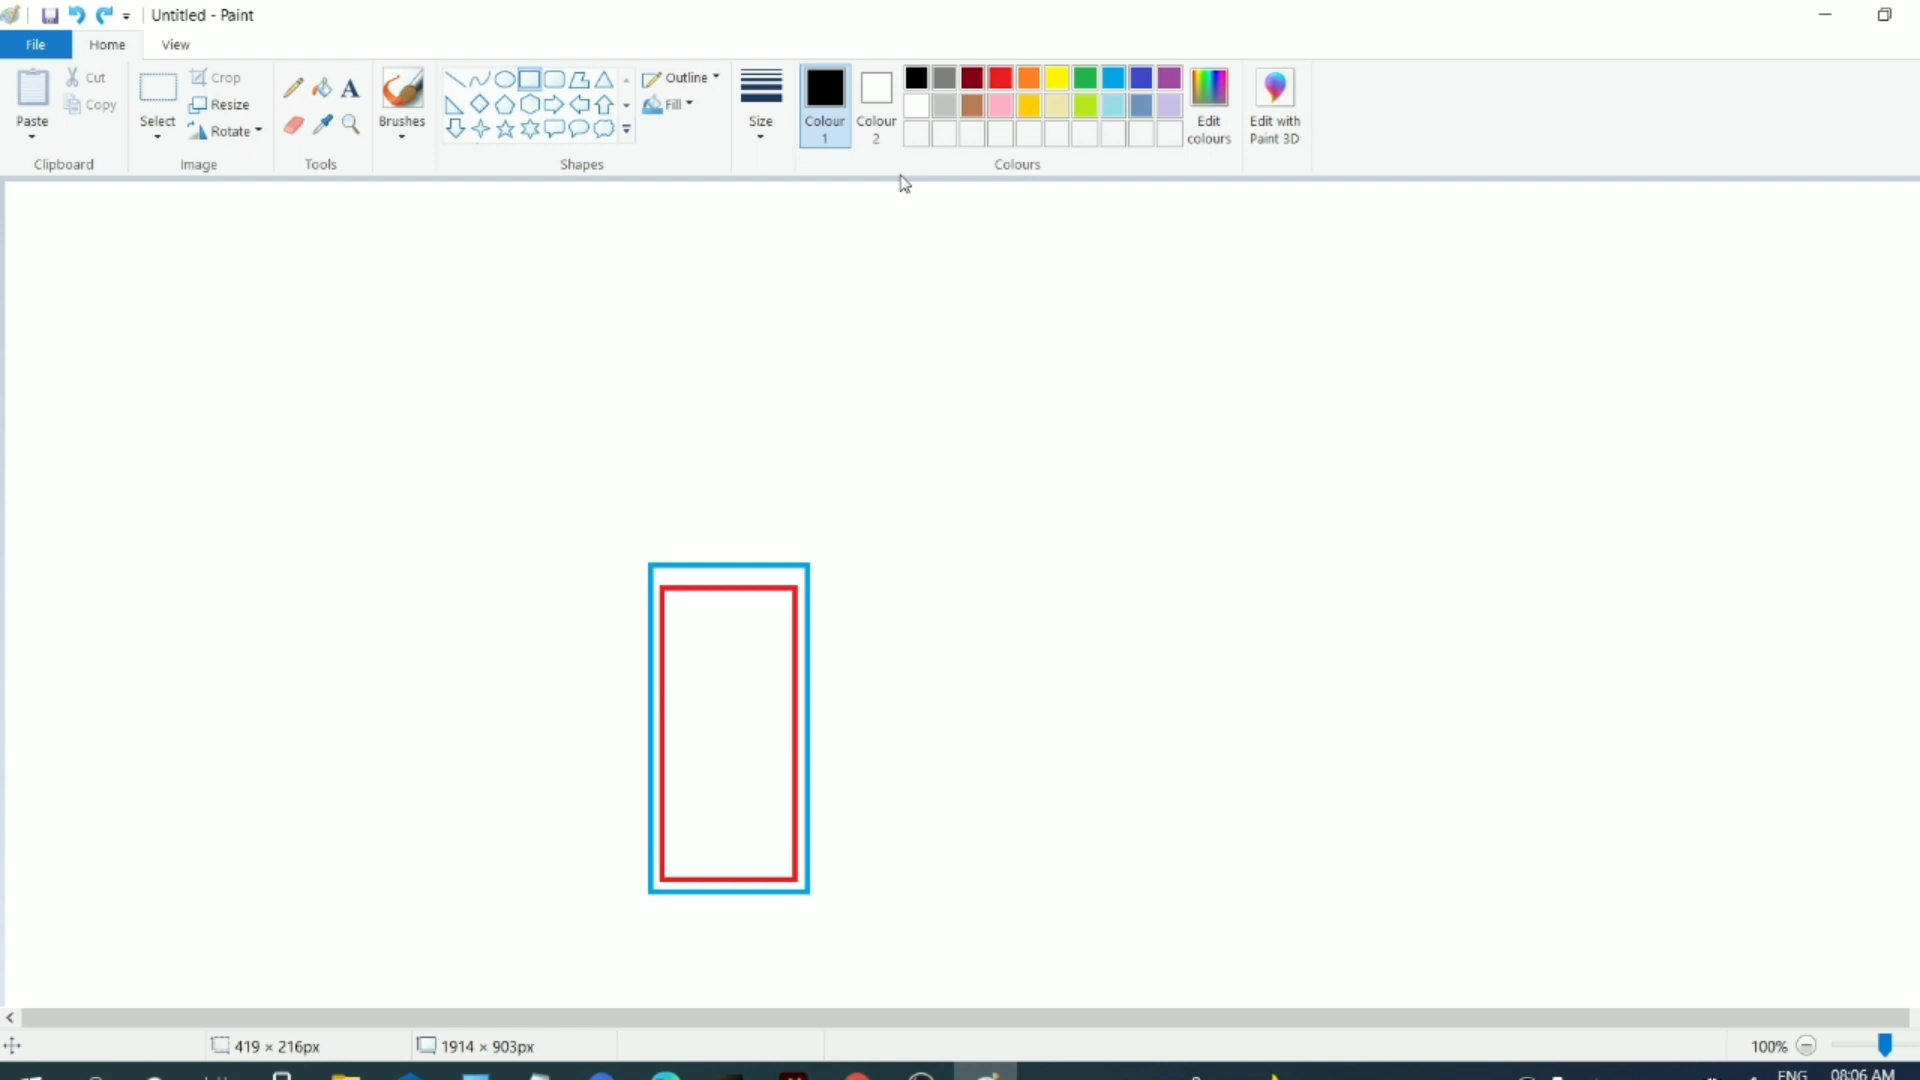 Untitled - Paint
File Home View
Paste
Cut
Copy
Clipboard
Select
Crop
Resize
Rotate
Image
Tools
Brushes
Shapes
Outline
Fill
Size
Colour 1
Colour 2
Colours
Edit colours
Edit with Paint 3D
419 × 216px
1914 × 903px
100%
ENG 08:06 AM